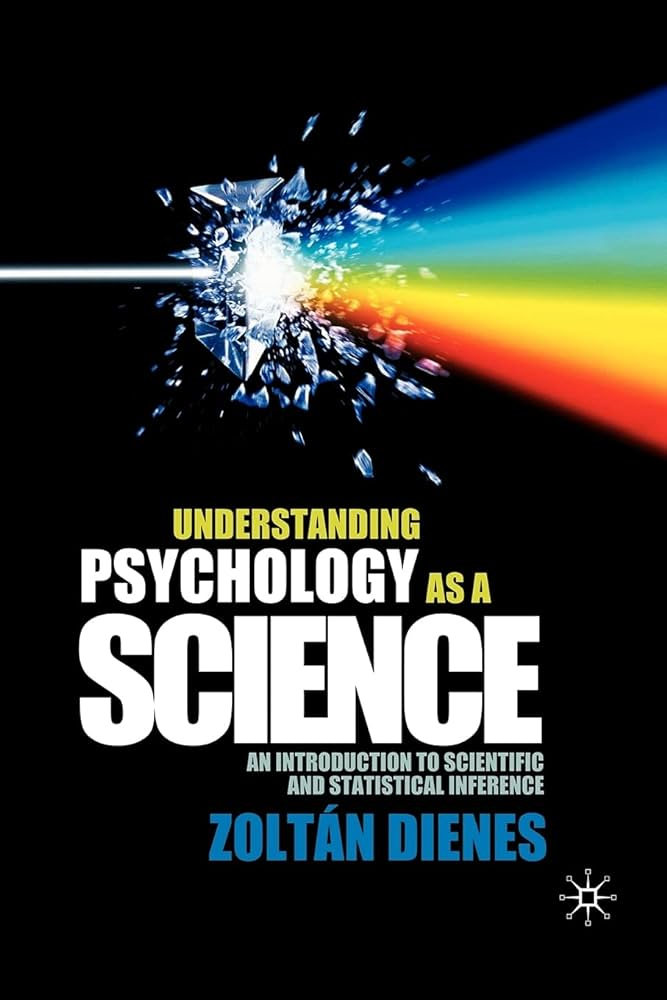 UNDERSTANDING
PSYCHOLOGY AS A
SCIENCE
AN INTRODUCTION TO SCIENTIFIC
AND STATISTICAL INFERENCE
ZOLTÁN DIENES